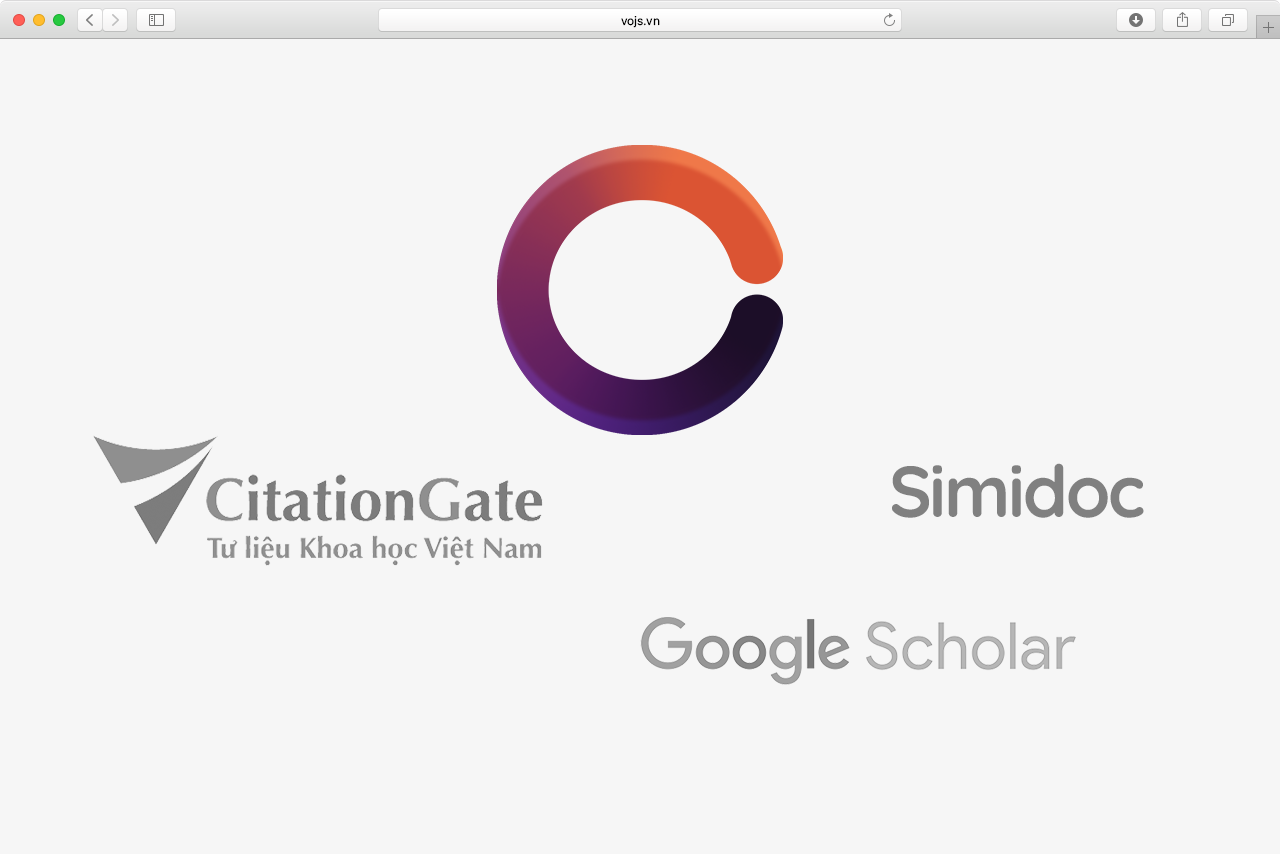 vojs.vn
CitationGate
Tư liệu Khoa học Việt Nam
Simidoc
Google Scholar